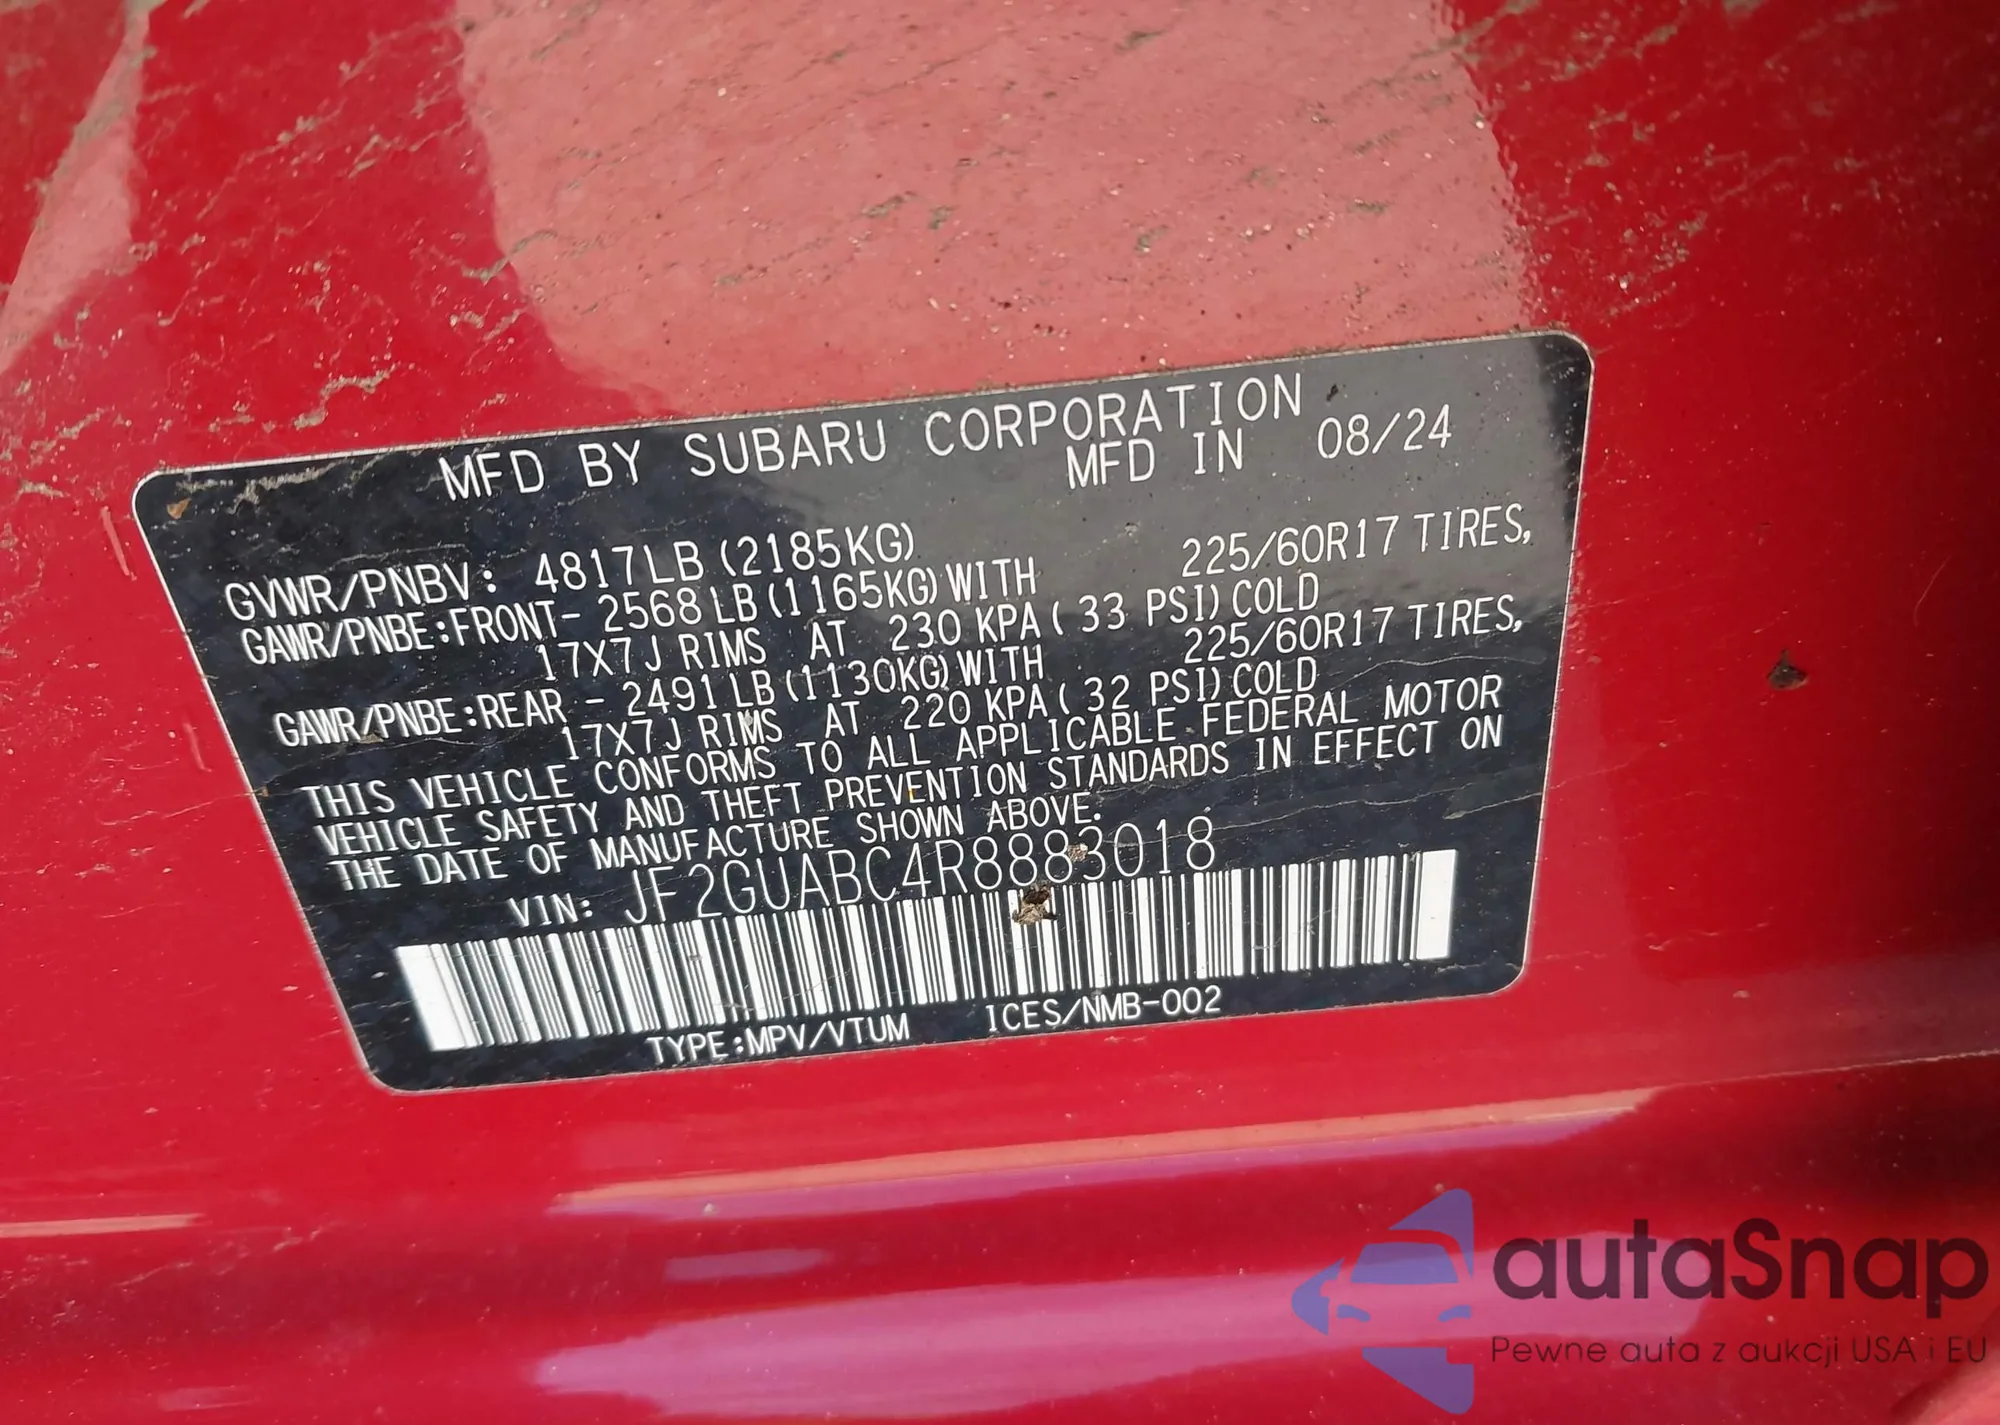 MFD BY SUBARU CORPORATION
MFD IN 08/24
GVWR/PNBV: 4817LB (2185KG)
GAWR/PNBE:FRONT- 2568LB(1165KG)WITH 225/60R17 TIRES,
17X7J RIMS AT 230 KPA( 33 PSI)COLD
GAWR/PNBE:REAR - 2491LB(1130KG)WITH 225/60R17 TIRES,
17X7J RIMS AT 220 KPA( 32 PSI)COLD
THIS VEHICLE CONFORMS TO ALL APPLICABLE FEDERAL MOTOR
VEHICLE SAFETY AND THEFT PREVENTION STANDARDS IN EFFECT ON
THE DATE OF MANUFACTURE SHOWN ABOVE.
VIN: JF2GUABC4R8883018
TYPE:MPV/VTUM ICES/NMB-002
autaSnap
Pewne auta z aukcji USA i EU